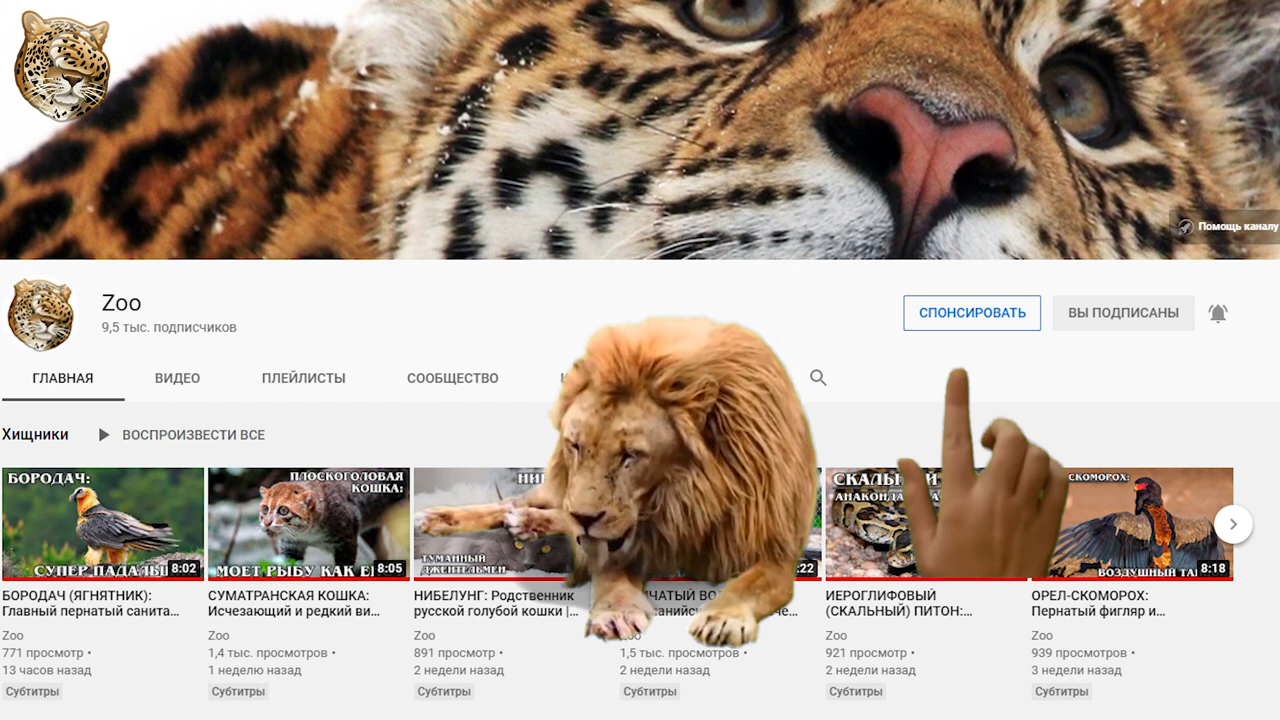 Помощь каналу
Zoo
9,5 тыс. подписчиков
СПОНСИРОВАТЬ
ВЫ ПОДПИСАНЫ
ГЛАВНАЯ
ВИДЕО
ПЛЕЙЛИСТЫ
СООБЩЕСТВО
Хищники
ВОСПРОИЗВЕСТИ ВСЕ
БОРОДАЧ:
8:02
ПЛОСКОГОЛОВАЯ
КОШКА:
МОЕТ РЫБУ КАК
8:05
ТУМАННЫЙ
ДЖЕНТЕЛЬМЕН
:22
АНАКОНДА
СКОМОРОХ:
ВОЗДУШНЫЙ
8:18
БОРОДАЧ (ЯГНЯТНИК):
Главный пернатый санита...
Zoo
771 просмотр •
13 часов назад
Субтитры
СУМАТРАНСКАЯ КОШКА:
Исчезающий и редкий ви...
Zoo
1,4 тыс. просмотров •
1 неделю назад
Субтитры
НИБЕЛУНГ: Родственник
русской голубой кошки |...
Zoo
891 просмотр •
2 недели назад
Субтитры
Zoo
1,5 тыс. просмотров •
2 недели назад
Субтитры
ИЕРОГЛИФОВЫЙ
(СКАЛЬНЫЙ) ПИТОН:...
Zoo
921 просмотр •
2 недели назад
Субтитры
ОРЕЛ-СКОМОРОХ:
Пернатый фигляр и...
Zoo
939 просмотров •
3 недели назад
Субтитры